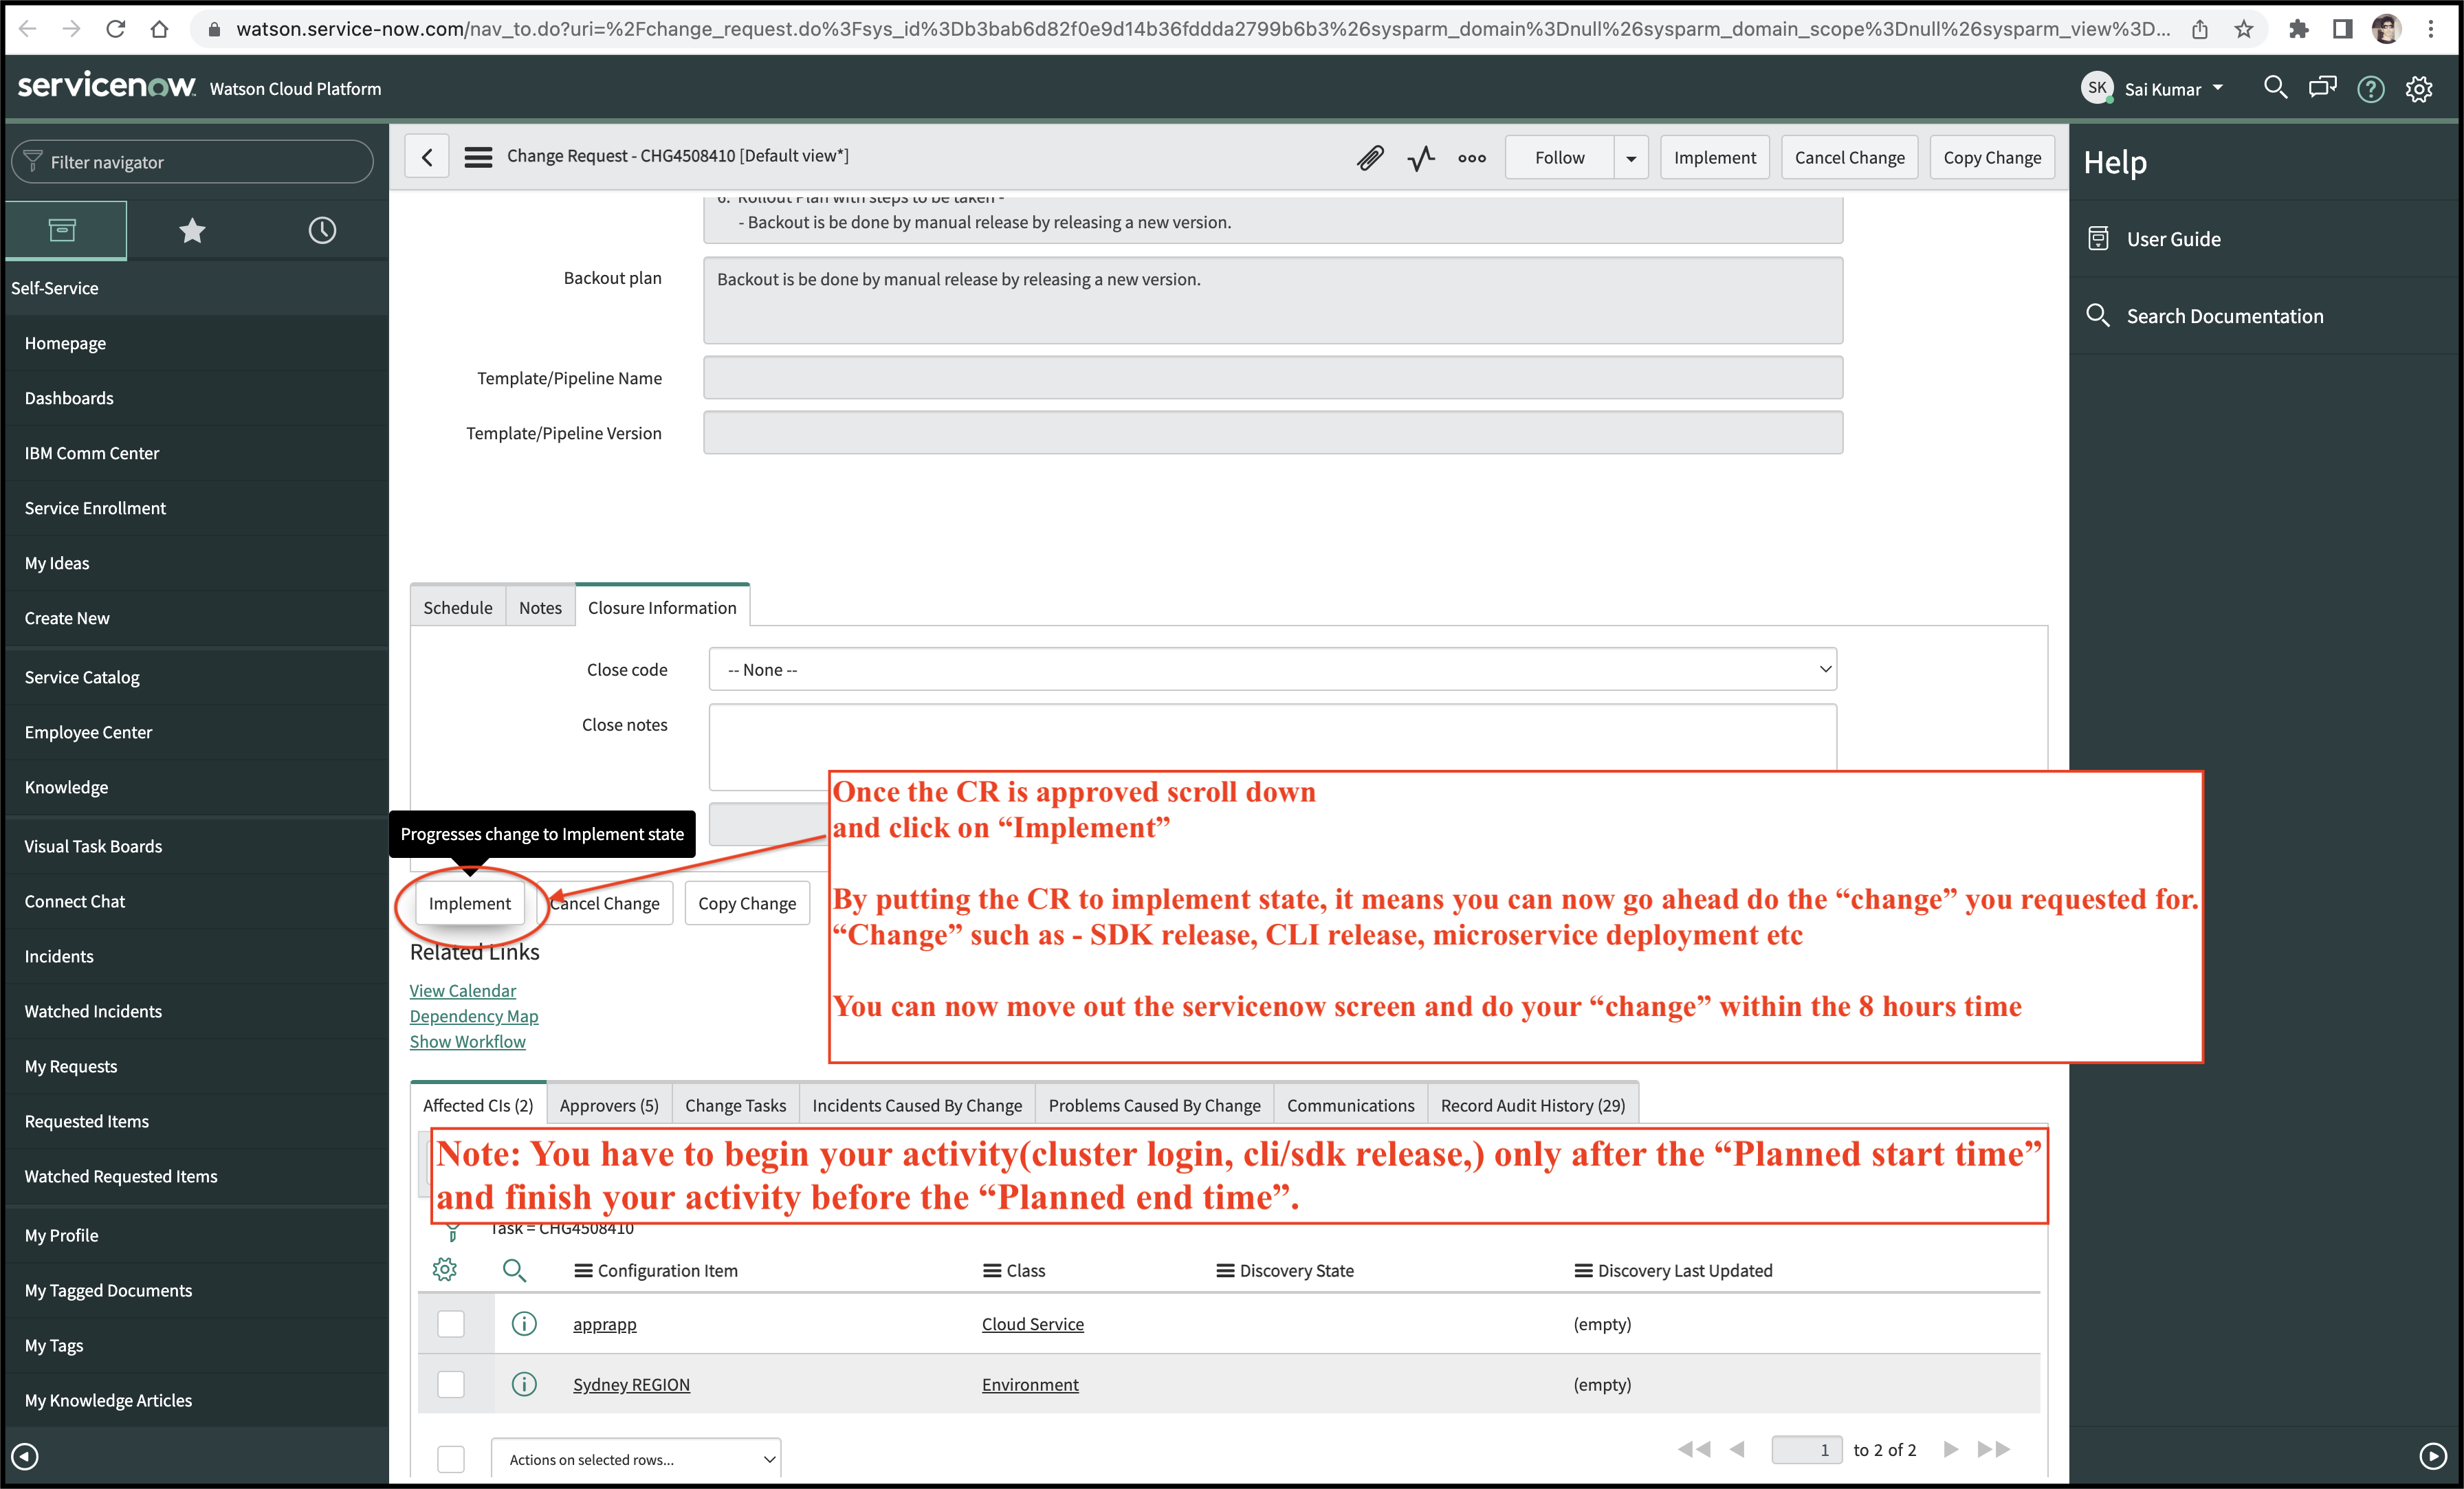 watson.service-now.com/nav_to.do?uri=%2Fchange_request.do%3Fsys_id%3Db3bab6d82f0e9d14b36fddda2799b6b3%26sysparm_domain%3Dnull%26sysparm_domain_scope%3Dnull%26sysparm_view%3D...
servicenow Watson Cloud Platform
SK Sai Kumar
Filter navigator
Self-Service
Homepage
Dashboards
IBM Comm Center
Service Enrollment
My Ideas
Create New
Service Catalog
Employee Center
Knowledge
Visual Task Boards
Connect Chat
Incidents
Watched Incidents
My Requests
Requested Items
Watched Requested Items
My Profile
My Tagged Documents
My Tags
My Knowledge Articles
Change Request - CHG4508410 [Default view*]
Follow Implement Cancel Change Copy Change
6. Rollout Plan with steps to be taken -
- Backout is be done by manual release by releasing a new version.
Backout plan Backout is be done by manual release by releasing a new version.
Template/Pipeline Name
Template/Pipeline Version
Schedule Notes Closure Information
Close code -- None --
Close notes
Progresses change to Implement state
Implement Cancel Change Copy Change
Once the CR is approved scroll down
and click on “Implement”
By putting the CR to implement state, it means you can now go ahead do the “change” you requested for.
“Change” such as - SDK release, CLI release, microservice deployment etc
You can now move out the servicenow screen and do your “change” within the 8 hours time
Related Links
View Calendar
Dependency Map
Show Workflow
Affected CIs (2) Approvers (5) Change Tasks Incidents Caused By Change Problems Caused By Change Communications Record Audit History (29)
Note: You have to begin your activity(cluster login, cli/sdk release,) only after the “Planned start time”
and finish your activity before the “Planned end time”.
Task = CHG4508410
Configuration Item Class Discovery State Discovery Last Updated
apprapp Cloud Service (empty)
Sydney REGION Environment (empty)
Actions on selected rows...
1 to 2 of 2
Help
User Guide
Search Documentation